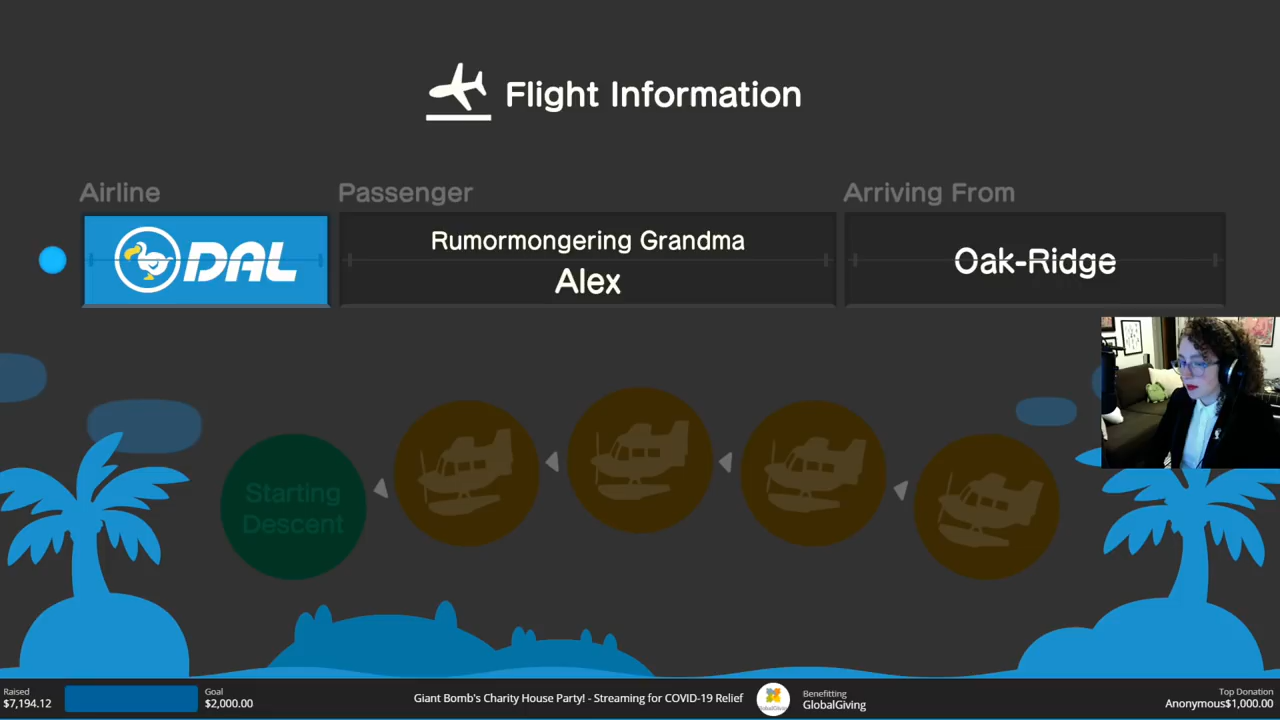 Flight Information
Airline
Passenger
Arriving From
DAL
Rumormongering Grandma
Alex
Oak-Ridge
Starting
Descent
Raised
$7,194.12
Goal
$2,000.00
Giant Bomb's Charity House Party! - Streaming for COVID-19 Relief
Benefitting
GlobalGiving
Top Donation
Anonymous$1,000.00